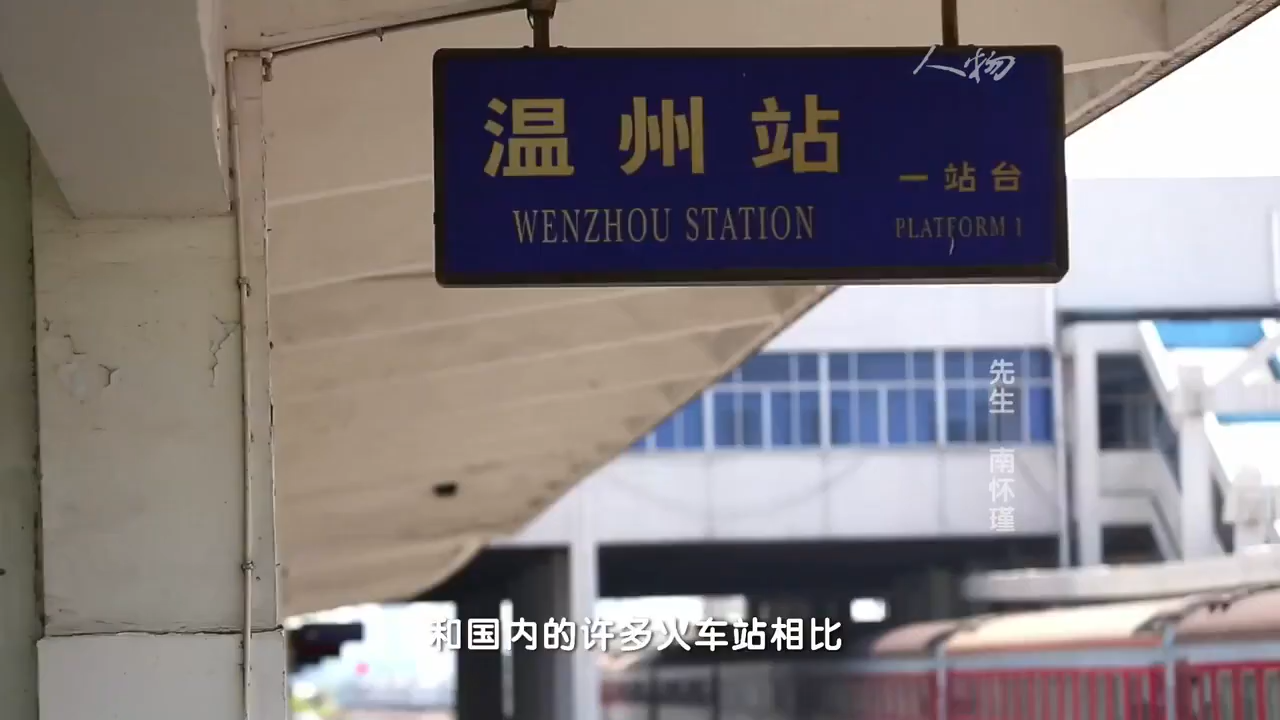 人物
温州站
一站台
WENZHOU STATION
PLATFORM 1
先生 南怀瑾
和国内的许多火车站相比